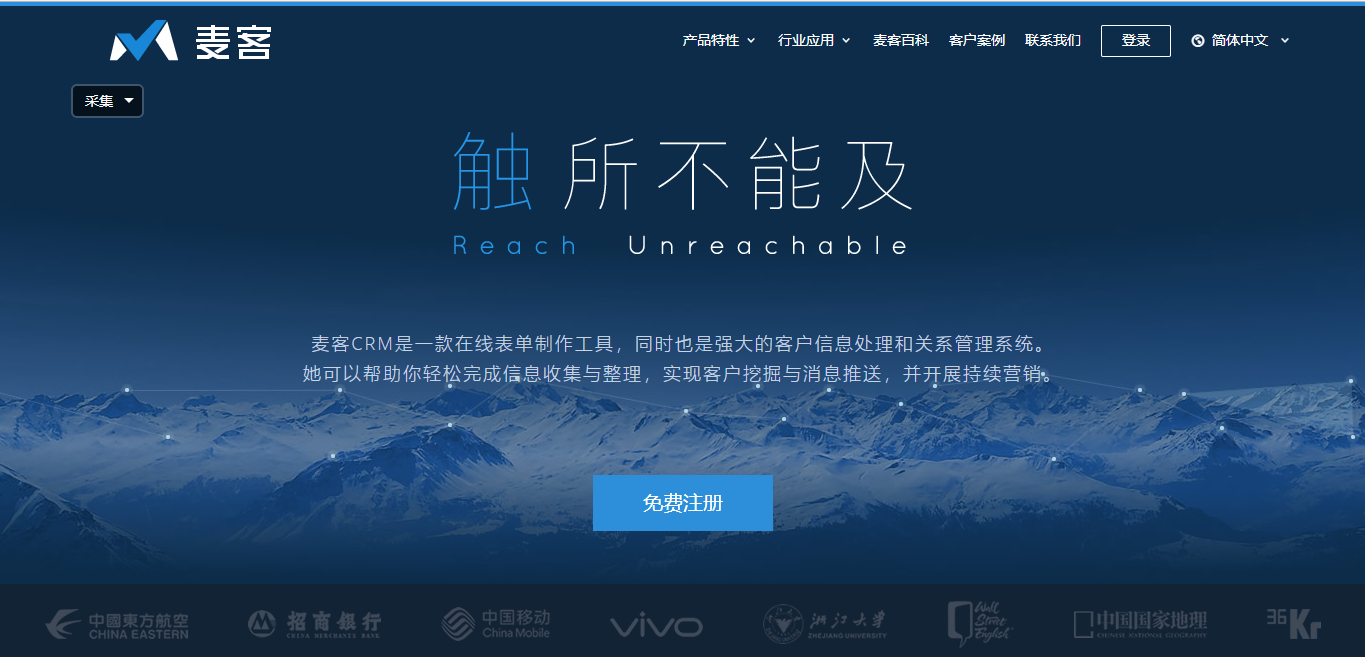 麦客
产品特性 行业应用 麦客百科 客户案例 联系我们 登录 简体中文
采集
触 所不能及
Reach Unreachable
麦客CRM是一款在线表单制作工具，同时也是强大的客户信息处理和关系管理系统。
她可以帮助你轻松完成信息收集与整理，实现客户挖掘与消息推送，并开展持续营销。
免费注册
中國東方航空 招商银行 中国移动 vivo 浙江大学 Wall Street English 中国国家地理 36Kr
CHINA EASTERN CHINA MERCHANTS BANK China Mobile ZHEJIANG UNIVERSITY CHINESE NATIONAL GEOGRAPHY